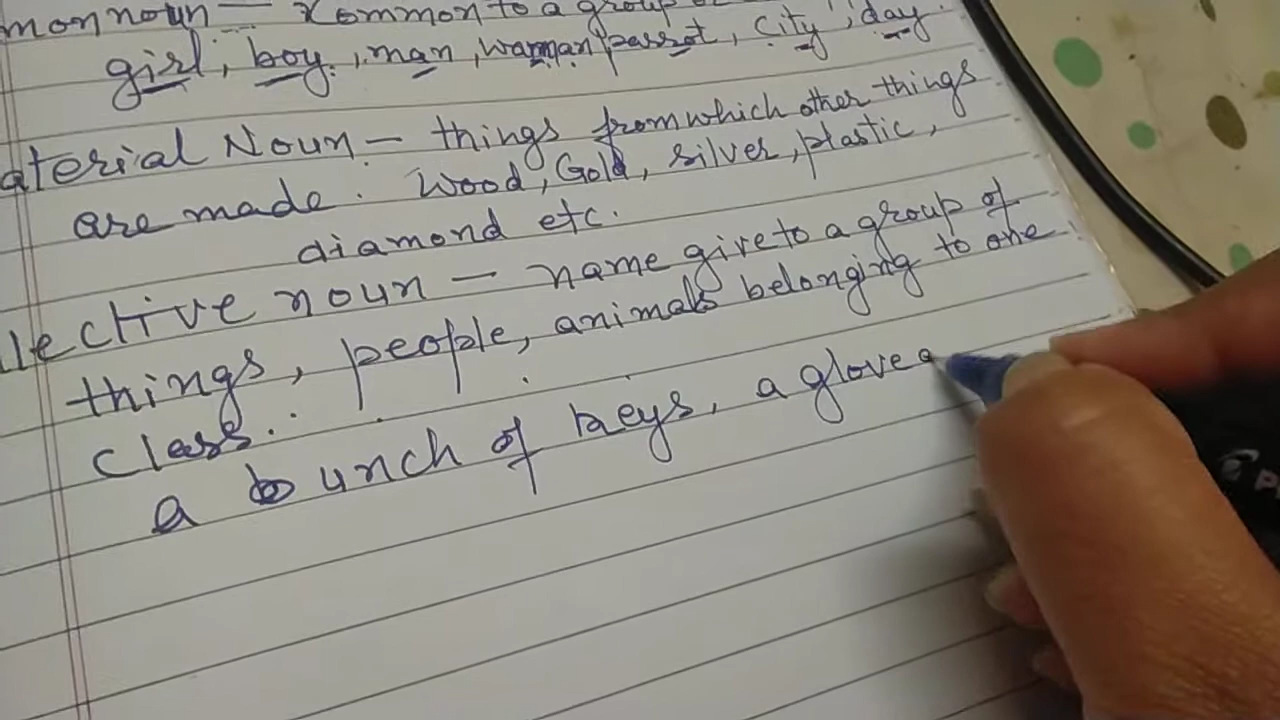 mon noun — Common to a group
girl, boy, man, woman, parrot, city, day.
aterial Noun — things from which other things
are made. Wood, Gold, silver, plastic,
diamond etc.
llective noun — name give to a group of
things, people, animals belonging to one
class.
a bunch of keys, a glove o